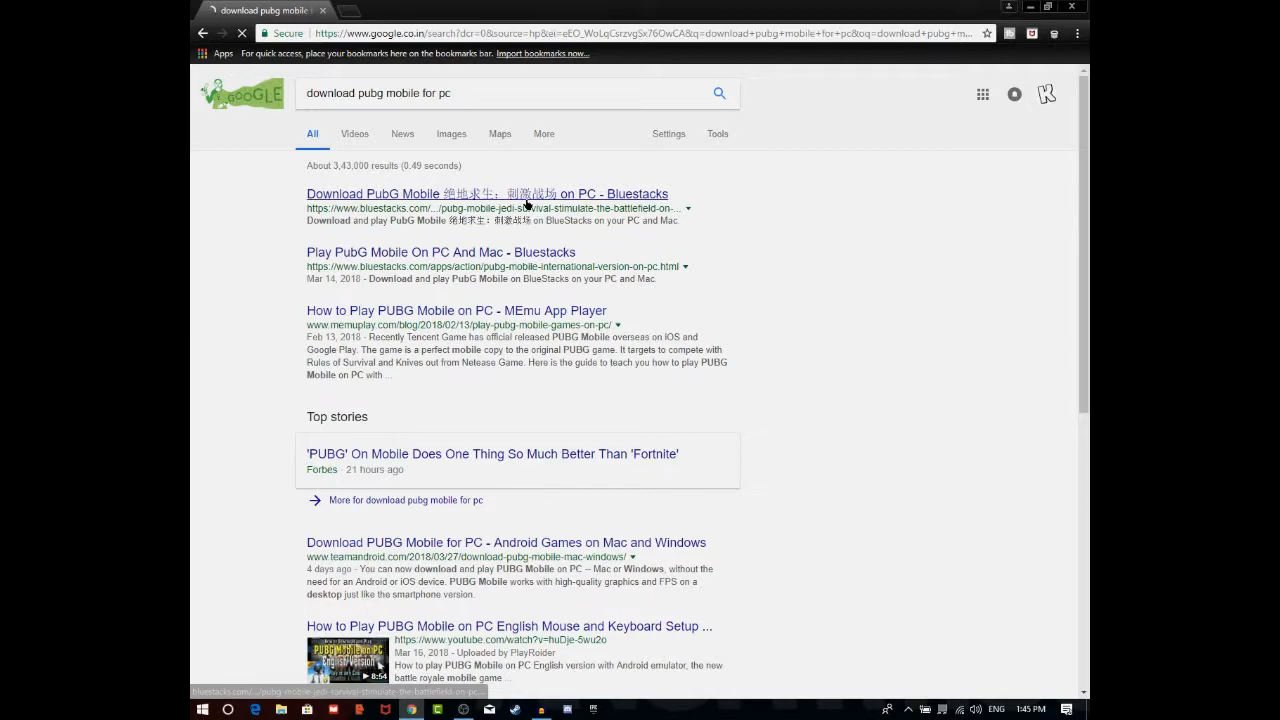 download pubg mobile
Secure https://www.google.co.in/search?dcr=0&source=hp&ei=eEO_WoLqCsrzvgSx76OwCA&q=download+pubg+mobile+for+pc&oq=download+pubg+m...
Apps For quick access, place your bookmarks here on the bookmarks bar. Import bookmarks now...
GOOGLE download pubg mobile for pc
All Videos News Images Maps More Settings Tools
About 3,43,000 results (0.49 seconds)
Download PubG Mobile 绝地求生：刺激战场 on PC - Bluestacks
https://www.bluestacks.com/.../pubg-mobile-jedi-survival-stimulate-the-battlefield-on-...
Download and play PubG Mobile 绝地求生：刺激战场 on BlueStacks on your PC and Mac.
Play PubG Mobile On PC And Mac - Bluestacks
https://www.bluestacks.com/apps/action/pubg-mobile-international-version-on-pc.html
Mar 14, 2018 - Download and play PubG Mobile on BlueStacks on your PC and Mac.
How to Play PUBG Mobile on PC - MEmu App Player
www.memuplay.com/blog/2018/02/13/play-pubg-mobile-games-on-pc/
Feb 13, 2018 - Recently Tencent Game has official released PUBG Mobile overseas on IOS and
Google Play. The game is a perfect mobile copy to the original PUBG game. It targets to compete with
Rules of Survival and Knives out from Netease Game. Here is the guide to teach you how to play PUBG
Mobile on PC with ...
Top stories
'PUBG' On Mobile Does One Thing So Much Better Than 'Fortnite'
Forbes · 21 hours ago
More for download pubg mobile for pc
Download PUBG Mobile for PC - Android Games on Mac and Windows
www.teamandroid.com/2018/03/27/download-pubg-mobile-mac-windows/
4 days ago - You can now download and play PUBG Mobile on PC -- Mac or Windows, without the
need for an Android or iOS device. PUBG Mobile works with high-quality graphics and FPS on a
desktop just like the smartphone version.
How to Play PUBG Mobile on PC English Mouse and Keyboard Setup ...
https://www.youtube.com/watch?v=huDje-5wu2o
Mar 16, 2018 - Uploaded by PlayRoider
How to play PUBG Mobile on PC English version with Android emulator, the new
battle royale mobile game ...
PUBG MOBILE on PC
English Version
8:54
bluestacks.com/.../pubg-mobile-jedi-survival-stimulate-the-battlefield-on-pc...
ENG 1:45 PM